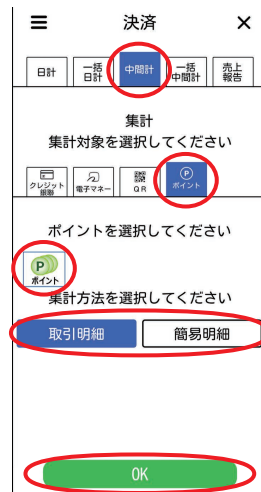 決済
日計
一括
日計
中間計
一括
中間計
売上
報告
集計
集計対象を選択してください
クレジット
銀聯
電子マネー
QR
P
ポイント
ポイントを選択してください
P
ポイント
集計方法を選択してください
取引明細
簡易明細
OK